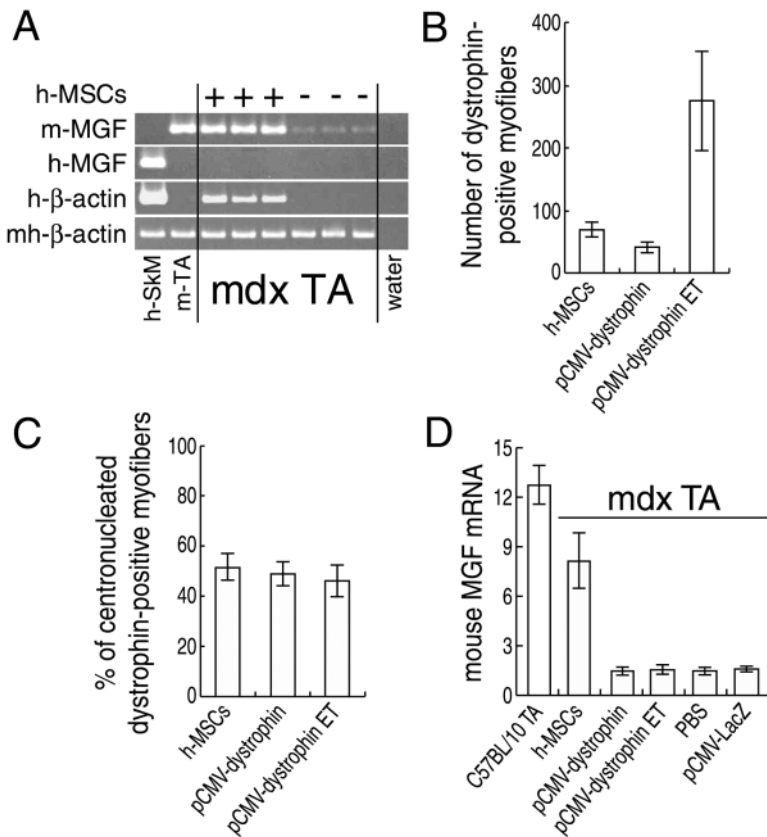 A
h-MSCs + + + - - -
m-MGF
h-MGF
h-β-actin
mh-β-actin
h-SkM
m-TA
mdx TA
water
B
Number of dystrophin-
positive myofibers
400
300
200
100
0
h-MSCs
pCMV-dystrophin
pCMV-dystrophin ET
C
% of centronucleated
dystrophin-positive myofibers
100
80
60
40
20
0
h-MSCs
pCMV-dystrophin
pCMV-dystrophin ET
D
mouse MGF mRNA
15
12
9
6
3
0
mdx TA
C57BL/10 TA
h-MSCs
pCMV-dystrophin
pCMV-dystrophin ET
PBS
pCMV-LacZ